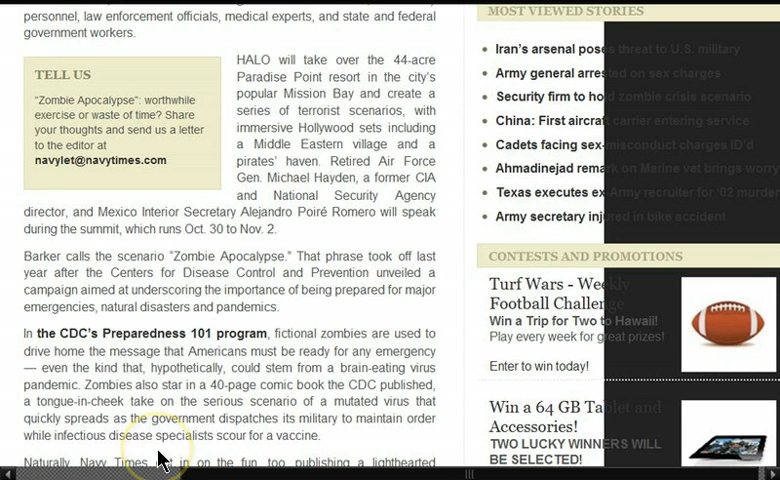 personnel, law enforcement officials, medical experts, and state and federal
government workers.
TELL US
“Zombie Apocalypse”: worthwhile
exercise or waste of time? Share
your thoughts and send us a letter
to the editor at
navylet@navytimes.com
HALO will take over the 44-acre
Paradise Point resort in the city's
popular Mission Bay and create a
series of terrorist scenarios, with
immersive Hollywood sets including
a Middle Eastern village and a
pirates' haven. Retired Air Force
Gen. Michael Hayden, a former CIA
and National Security Agency
director, and Mexico Interior Secretary Alejandro Poiré Romero will speak
during the summit, which runs Oct. 30 to Nov. 2.
Barker calls the scenario “Zombie Apocalypse.” That phrase took off last
year after the Centers for Disease Control and Prevention unveiled a
campaign aimed at underscoring the importance of being prepared for major
emergencies, natural disasters and pandemics.
In the CDC's Preparedness 101 program, fictional zombies are used to
drive home the message that Americans must be ready for any emergency
— even the kind that, hypothetically, could stem from a brain-eating virus
pandemic. Zombies also star in a 40-page comic book the CDC published,
a tongue-in-cheek take on the serious scenario of a mutated virus that
quickly spreads as the government dispatches its military to maintain order
while infectious disease specialists scour for a vaccine.
Naturally, Navy Times got in on the fun, too, publishing a lighthearted
MOST VIEWED STORIES
Iran's arsenal poses threat to U.S. military
Army general arrested on sex charges
Security firm to hold zombie crisis scenario
China: First aircraft carrier entering service
Cadets facing sex-misconduct charges ID'd
Ahmadinejad remark on Marine vet brings worry
Texas executes ex-Army recruiter for '02 murder
Army secretary injured in bike accident
CONTESTS AND PROMOTIONS
Turf Wars - Weekly
Football Challenge
Win a Trip for Two to Hawaii!
Play every week for great prizes!
Enter to win today!
Win a 64 GB Tablet and
Accessories!
TWO LUCKY WINNERS WILL
BE SELECTED!